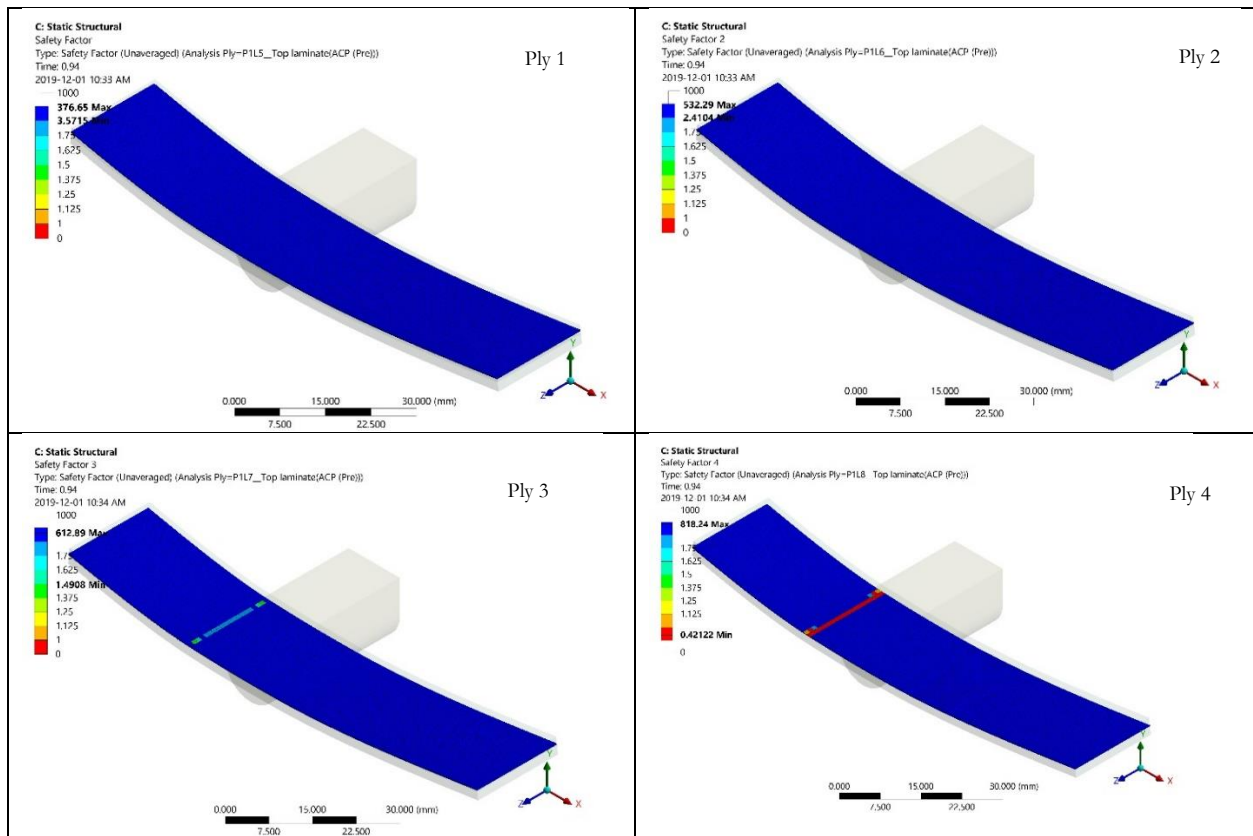 C: Static Structural
Safety Factor
Type: Safety Factor (Unaveraged) (Analysis Ply=P1L5__Top laminate(ACP (Pre)))
Time: 0.94
2019-12-01 10:33 AM
Ply 1
1000
376.65 Max
3.5715 Min
1.75
1.625
1.5
1.375
1.25
1.125
1
0
Y
Z X
0.000 15.000 30.000 (mm)
7.500 22.500
C: Static Structural
Safety Factor 2
Type: Safety Factor (Unaveraged) (Analysis Ply=P1L6__Top laminate(ACP (Pre)))
Time: 0.94
2019-12-01 10:33 AM
Ply 2
1000
532.29 Max
2.4104 Min
1.75
1.625
1.5
1.375
1.25
1.125
1
0
Y
Z X
0.000 15.000 30.000 (mm)
7.500 22.500
C: Static Structural
Safety Factor 3
Type: Safety Factor (Unaveraged) (Analysis Ply=P1L7__Top laminate(ACP (Pre)))
Time: 0.94
2019-12-01 10:34 AM
Ply 3
1000
612.89 Max
1.75
1.625
1.4908 Min
1.375
1.25
1.125
1
0
Y
Z X
0.000 15.000 30.000 (mm)
7.500 22.500
C: Static Structural
Safety Factor 4
Type: Safety Factor (Unaveraged) (Analysis Ply=P1L8 Top laminate(ACP (Pre)))
Time: 0.94
2019-12-01 10:34 AM
Ply 4
1000
818.24 Max
1.75
1.625
1.5
1.375
1.25
1.125
0.42122 Min
0
Y
Z X
0.000 15.000 30.000 (mm)
7.500 22.500